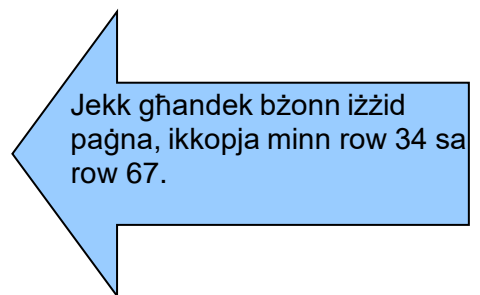 Jekk għandek bżonn iżżid
paġna, ikkopja minn row 34 sa
row 67.